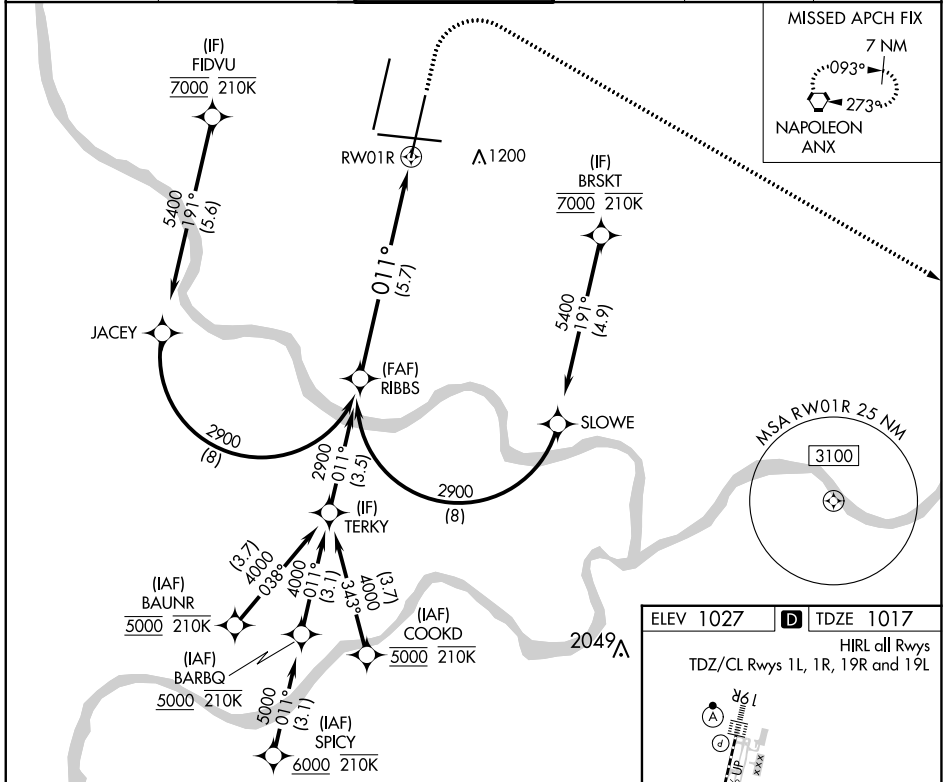 MISSED APCH FIX
7 NM
093°
273°
NAPOLEON
ANX
(IF)
FIDVU
7000 210K
5400
191°
(5.6)
RW01R
1200
(IF)
BRSKT
7000 210K
5400
191°
(4.9)
011°
(5.7)
JACEY
(FAF)
RIBBS
SLOWE
2900
(8)
2900
011°
(3.5)
2900
(8)
MSA RW01R 25 NM
3100
(IF)
TERKY
(3.7)
4000
038°
4000
011°
(3.1)
(3.7)
4000
343°
(IAF)
BAUNR
5000 210K
(IAF)
COOKD
5000 210K
(IAF)
BARBQ
5000 210K
5000
011°
(3.1)
(IAF)
SPICY
6000 210K
2049
ELEV 1027 D TDZE 1017
HIRL all Rwys
TDZ/CL Rwys 1L, 1R, 19R and 19L
19R
A
P
UP
XXX